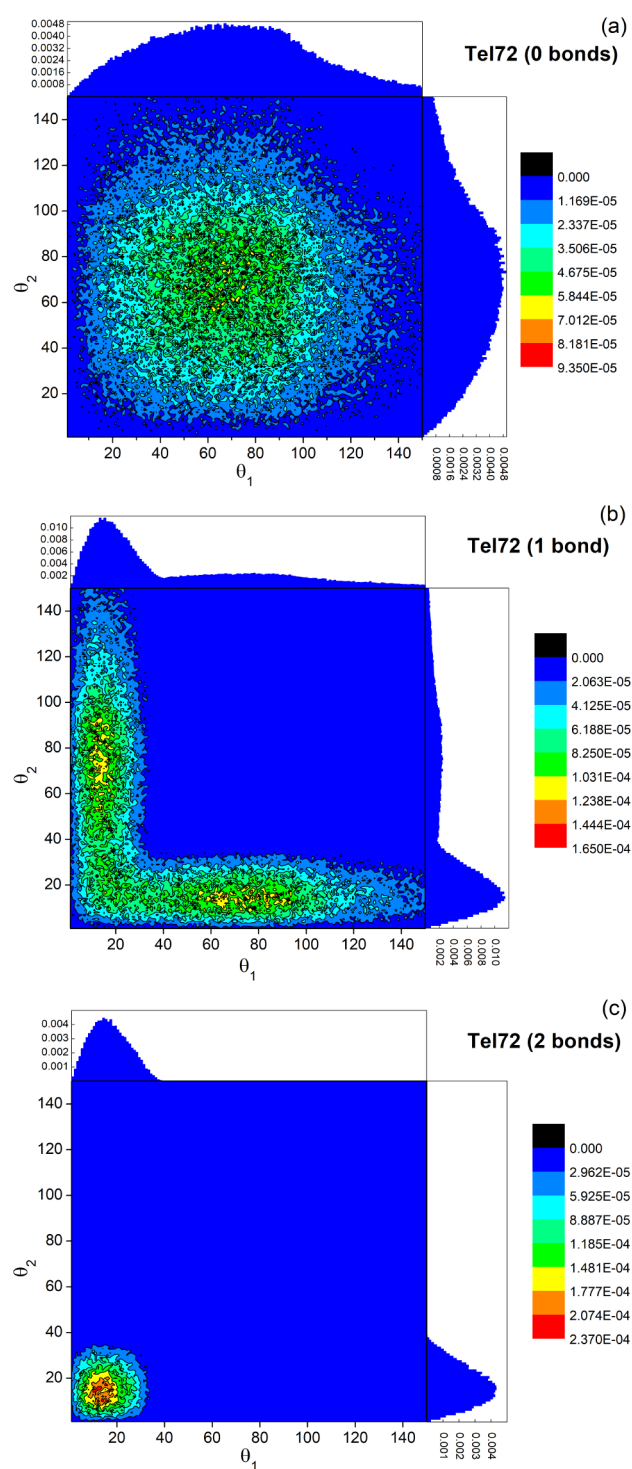 (a)
Tel72 (0 bonds)
0.0048
0.0040
0.0032
0.0024
0.0016
0.0008
140
120
100
80
60
40
20
θ2
20 40 60 80 100 120 140
θ1
0.0008
0.0016
0.0024
0.0032
0.0040
0.0048
0.000
1.169E-05
2.337E-05
3.506E-05
4.675E-05
5.844E-05
7.012E-05
8.181E-05
9.350E-05
(b)
Tel72 (1 bond)
0.010
0.008
0.006
0.004
0.002
140
120
100
80
60
40
20
θ2
20 40 60 80 100 120 140
θ1
0.002
0.004
0.006
0.008
0.010
0.000
2.063E-05
4.125E-05
6.188E-05
8.250E-05
1.031E-04
1.238E-04
1.444E-04
1.650E-04
(c)
Tel72 (2 bonds)
0.004
0.003
0.002
0.001
140
120
100
80
60
40
20
θ2
20 40 60 80 100 120 140
θ1
0.001
0.002
0.003
0.004
0.000
2.962E-05
5.925E-05
8.887E-05
1.185E-04
1.481E-04
1.777E-04
2.074E-04
2.370E-04